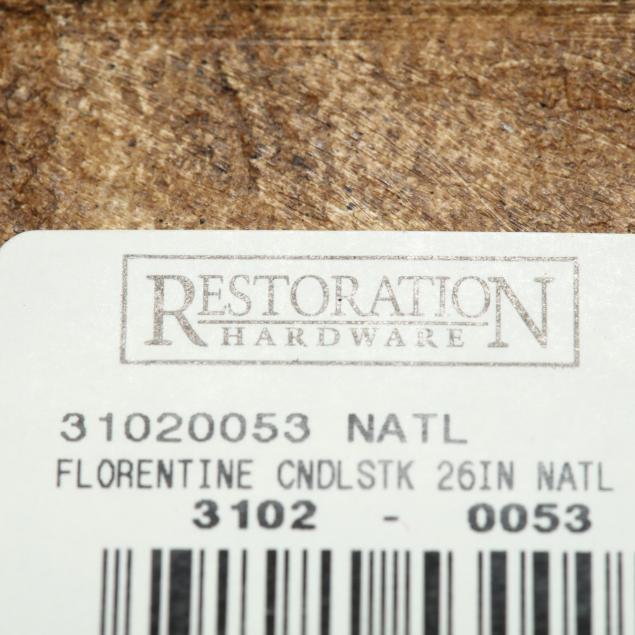 RESTORATION
HARDWARE
31020053 NATL
FLORENTINE CNDLSTK 26IN NATL
3102 - 0053